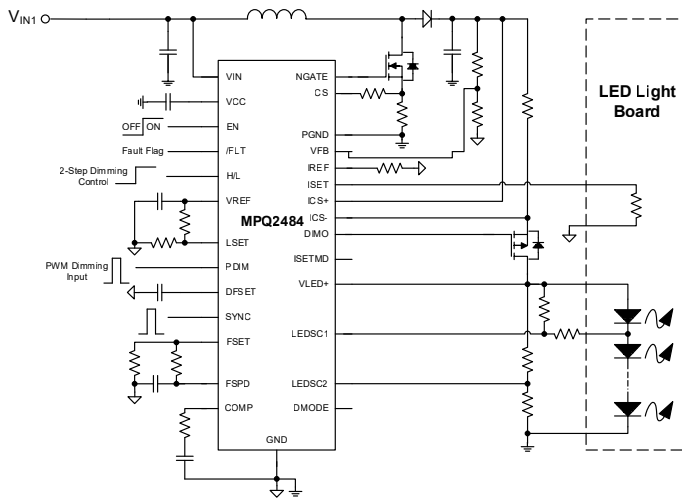 VIN1
LED Light
Board
VIN
VCC
OFF ON
EN
Fault Flag
/FLT
2-Step Dimming
Control
H/L
VREF
LSET
PWM Dimming
Input
PDIM
DFSET
SYNC
FSET
FSPD
COMP
MPQ2484
GND
NGATE
CS
PGND
VFB
IREF
ISET
ICS+
ICS-
DIMO
ISETMD
VLED+
LEDSC1
LEDSC2
DMODE